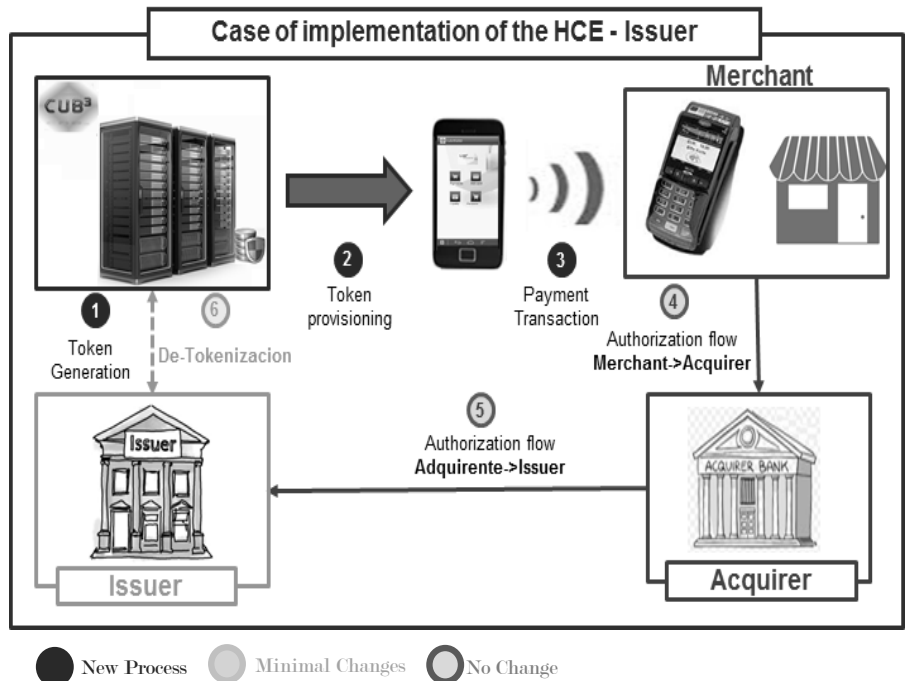 Case of implementation of the HCE - Issuer
CUB³
Merchant
1
Token
Generation
6
De-Tokenizacion
2
Token
provisioning
3
Payment
Transaction
4
Authorization flow
Merchant->Acquirer
5
Authorization flow
Adquirente->Issuer
Issuer
Issuer
ACQUIRER BANK
Acquirer
New Process
Minimal Changes
No Change